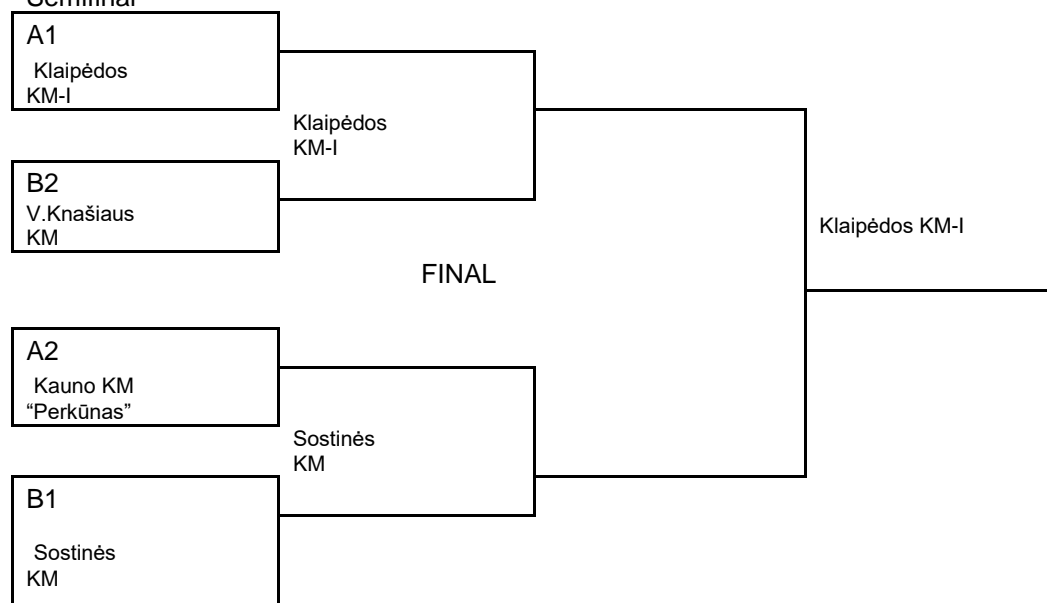 Semifinal
A1
Klaipėdos
KM-I
Klaipėdos
KM-I
B2
V.Knašiaus
KM
Klaipėdos KM-I
FINAL
A2
Kauno KM
“Perkūnas”
Sostinės
KM
B1
Sostinės
KM